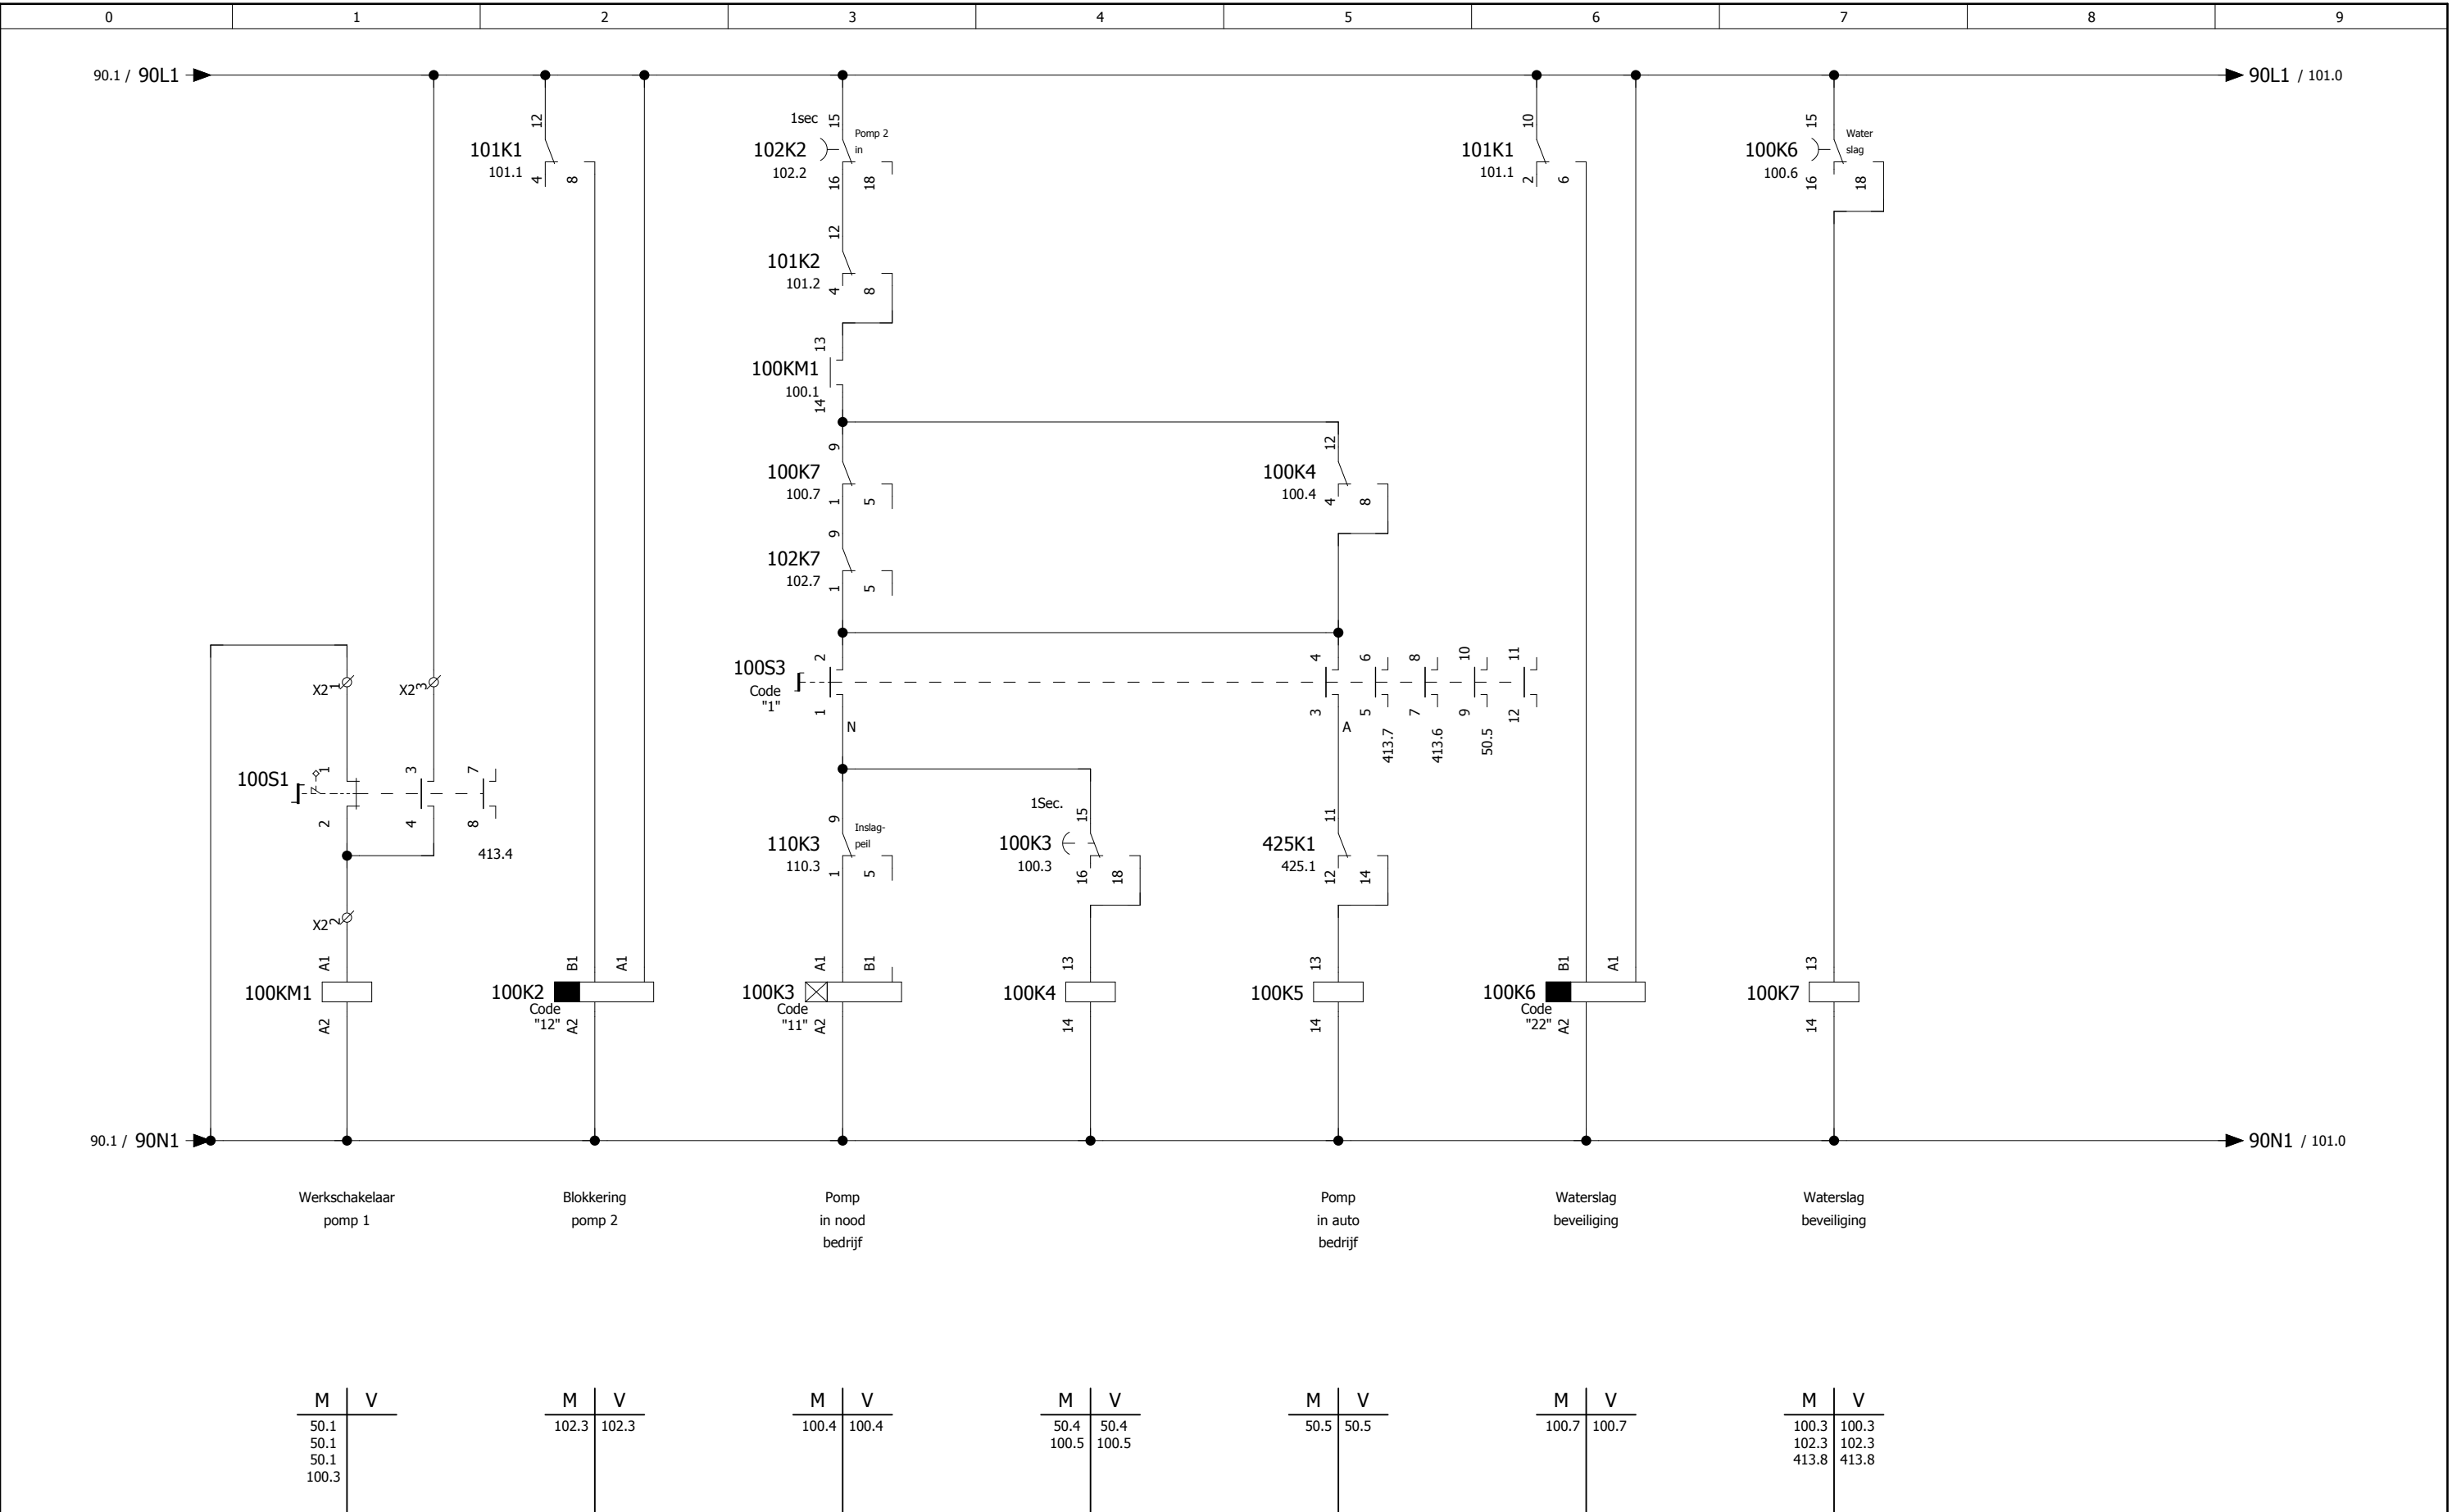 0 1 2 3 4 5 6 7 8 9
90.1 / 90L1
90L1 / 101.0
12
101K1
101.1
4 8
1sec 15
Pomp 2
in
102K2
102.2
16 18
12
101K2
101.2
4 8
13
100KM1
100.1
14
9
100K7
100.7
1 5
9
102K7
102.7
1 5
12
100K4
100.4
4 8
10
101K1
101.1
2 6
15
Water
slag
100K6
100.6
16 18
100S3
Code
"1"
2 4 6 8 10 11
1 3 5 7 9 12
N A
413.7 413.6 50.5
X2 1 X2 3
100S1
1 3 7
2 4 8
413.4
X2 2
9
Inslag-
peil
110K3
110.3
1 5
1Sec. 15
100K3
100.3
16 18
11
425K1
425.1
12 14
A1
100KM1
A2
B1 A1
100K2
Code
"12" A2
A1 B1
100K3
Code
"11" A2
13
100K4
14
13
100K5
14
B1 A1
100K6
Code
"22" A2
13
100K7
14
90.1 / 90N1
90N1 / 101.0
Werkschakelaar
pomp 1
Blokkering
pomp 2
Pomp
in nood
bedrijf
Pomp
in auto
bedrijf
Waterslag
beveiliging
Waterslag
beveiliging
M V
50.1
50.1
50.1
100.3
M V
102.3 102.3
M V
100.4 100.4
M V
50.4 50.4
100.5 100.5
M V
50.5 50.5
M V
100.7 100.7
M V
100.3 100.3
102.3 102.3
413.8 413.8